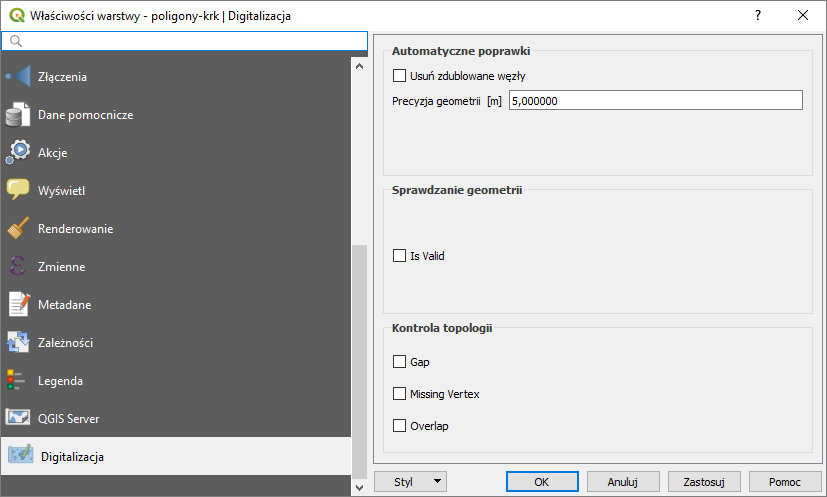 Właściwości warstwy - poligony-krk | Digitalizacja
Złączenia
Dane pomocnicze
Akcje
Wyświetl
Renderowanie
Zmienne
Metadane
Zależności
Legenda
QGIS Server
Digitalizacja
Automatyczne poprawki
Usuń zdublowane węzły
Precyzja geometrii [m] 5,000000
Sprawdzanie geometrii
Is Valid
Kontrola topologii
Gap
Missing Vertex
Overlap
Styl OK Anuluj Zastosuj Pomoc